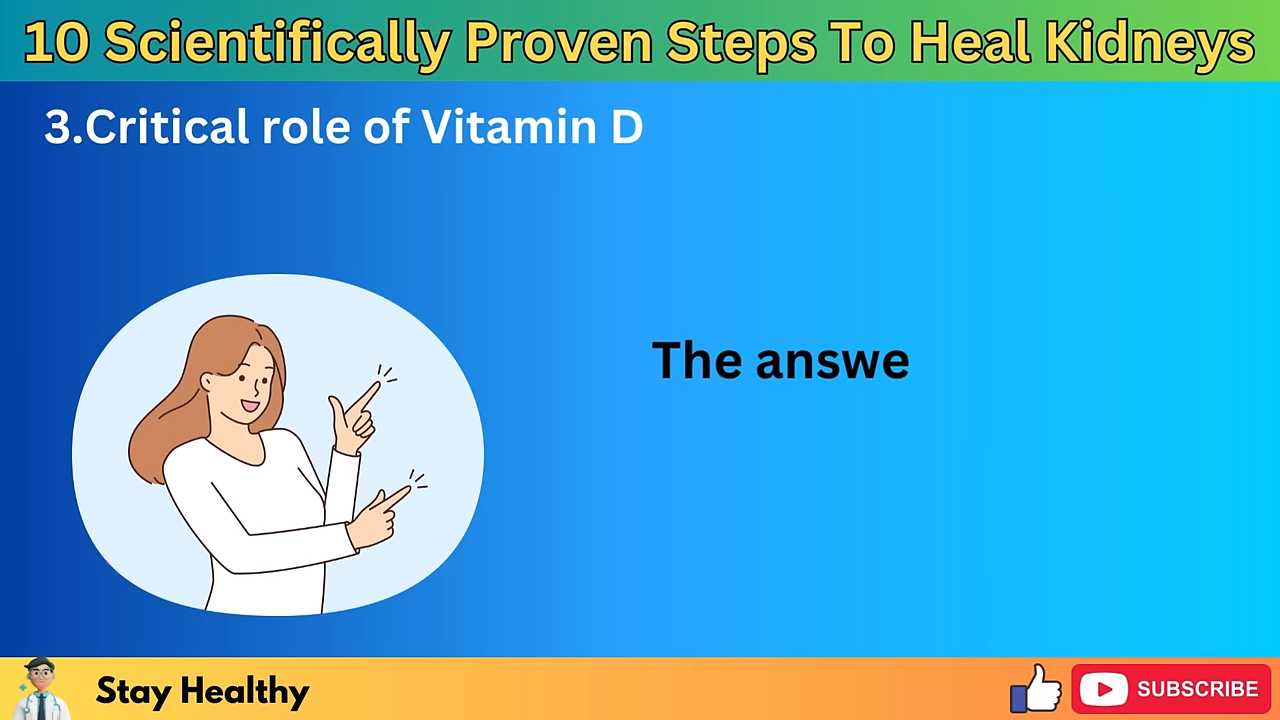 10 Scientifically Proven Steps To Heal Kidneys
3.Critical role of Vitamin D
The answe
Stay Healthy
SUBSCRIBE